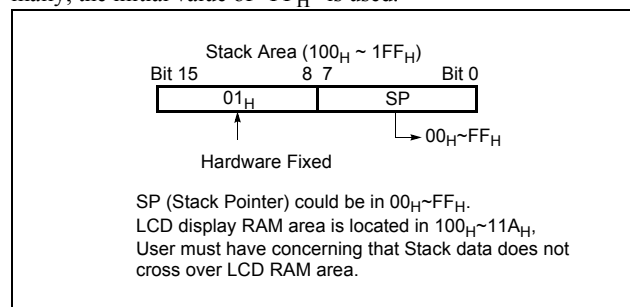 Stack Area (100H ~ 1FFH)
Bit 15 8 7 Bit 0
01H SP
00H~FFH
Hardware Fixed
SP (Stack Pointer) could be in 00H~FFH.
LCD display RAM area is located in 100H~11AH,
User must have concerning that Stack data does not
cross over LCD RAM area.